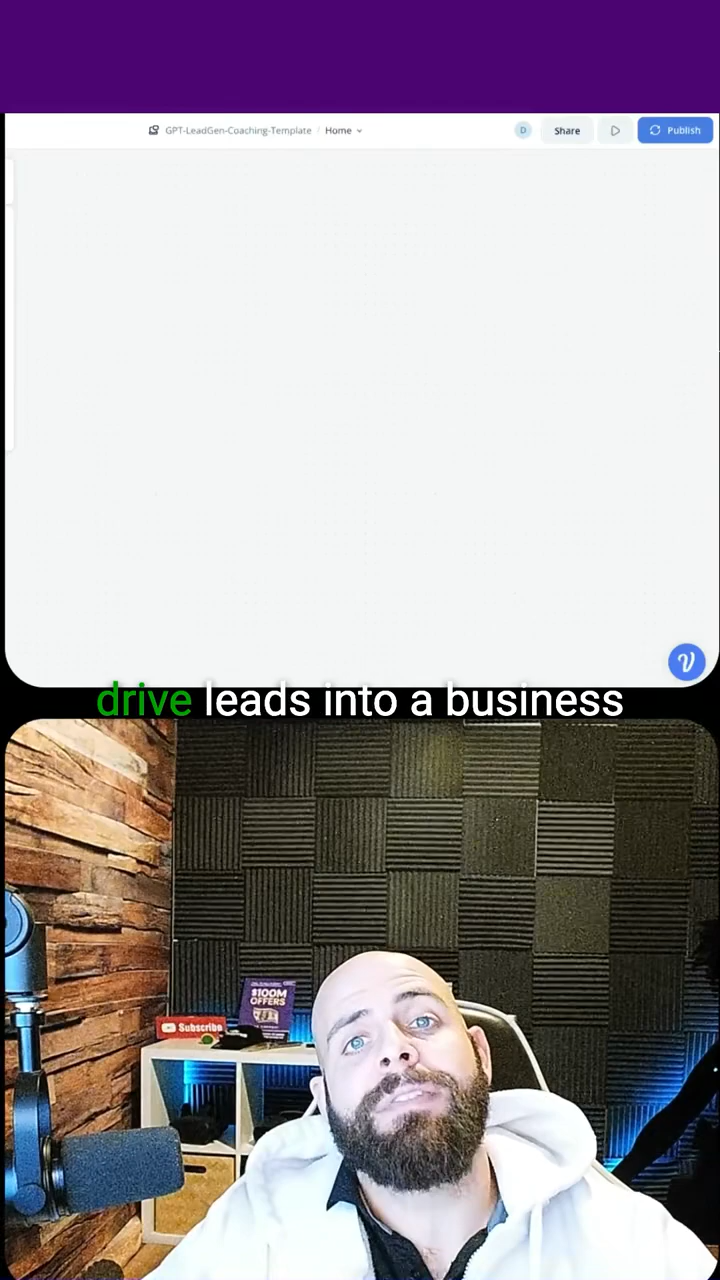 GPT-LeadGen-Coaching-Template / Home
D
Share
Publish
drive leads into a business
$100M
OFFERS
Subscribe